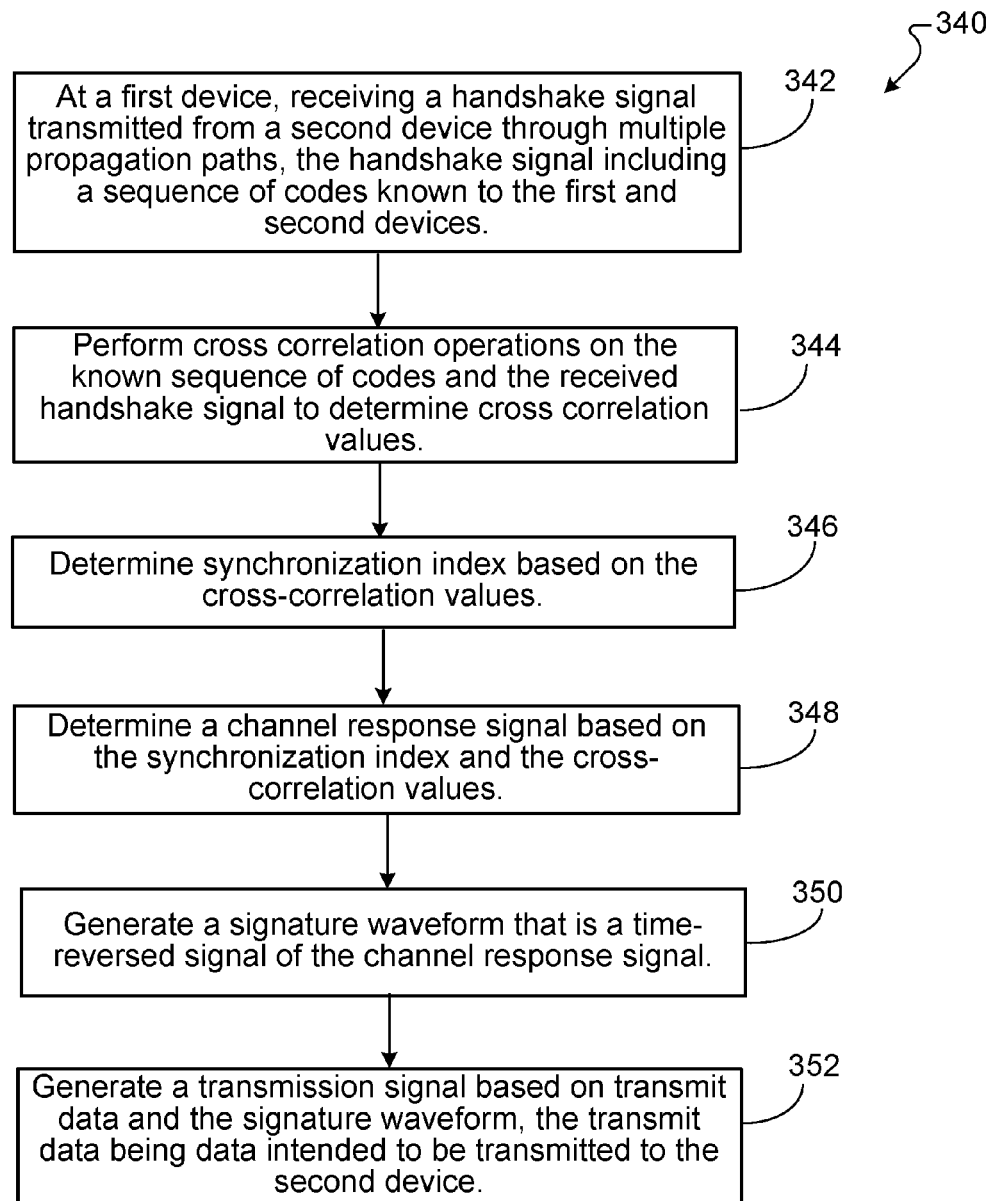 340
342
At a first device, receiving a handshake signal
transmitted from a second device through multiple
propagation paths, the handshake signal including
a sequence of codes known to the first and
second devices.
344
Perform cross correlation operations on the
known sequence of codes and the received
handshake signal to determine cross correlation
values.
346
Determine synchronization index based on the
cross-correlation values.
348
Determine a channel response signal based on
the synchronization index and the cross-
correlation values.
350
Generate a signature waveform that is a time-
reversed signal of the channel response signal.
352
Generate a transmission signal based on transmit
data and the signature waveform, the transmit
data being data intended to be transmitted to the
second device.